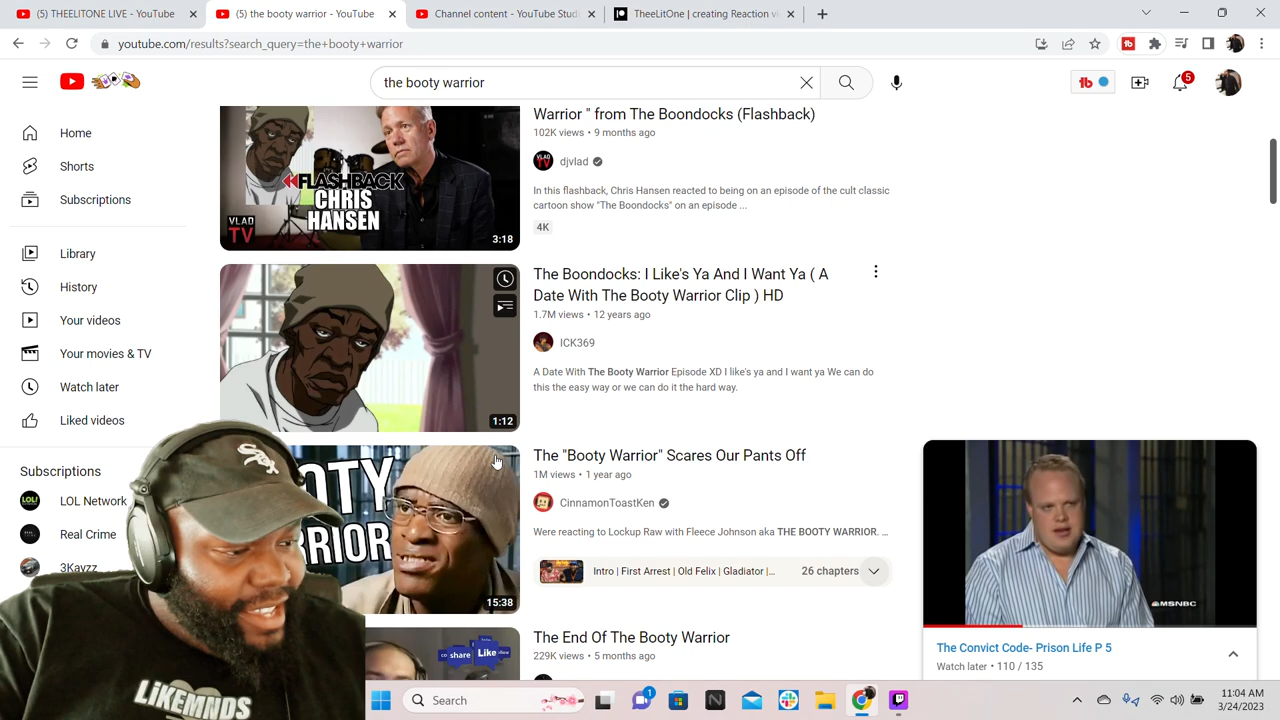 (5) THEELITONE LIVE - YouTube
(5) the booty warrior - YouTube
Channel content - YouTube Studi
TheeLitOne | creating Reaction vi
youtube.com/results?search_query=the+booty+warrior
the booty warrior
tb
5
Home
Shorts
Subscriptions
Library
History
Your videos
Your movies & TV
Watch later
Liked videos
Subscriptions
LOL!
LOL Network
Real Crime
3Kayzz
FLASHBACK
CHRIS
HANSEN
VLAD
TV
3:18
Warrior " from The Boondocks (Flashback)
102K views • 9 months ago
djvlad
In this flashback, Chris Hansen reacted to being on an episode of the cult classic
cartoon show "The Boondocks" on an episode ...
4K
1:12
The Boondocks: I Like's Ya And I Want Ya ( A
Date With The Booty Warrior Clip ) HD
1.7M views • 12 years ago
ICK369
A Date With The Booty Warrior Episode XD I like's ya and I want ya We can do
this the easy way or we can do it the hard way.
15:38
The "Booty Warrior" Scares Our Pants Off
1M views • 1 year ago
CinnamonToastKen
Were reacting to Lockup Raw with Fleece Johnson aka THE BOOTY WARRIOR. ...
Intro | First Arrest | Old Felix | Gladiator |...
26 chapters
share
Like
The End Of The Booty Warrior
229K views • 5 months ago
MSNBC
The Convict Code- Prison Life P 5
Watch later • 110 / 135
LiKEMNDS
Search
1
11:04 AM
3/24/2023